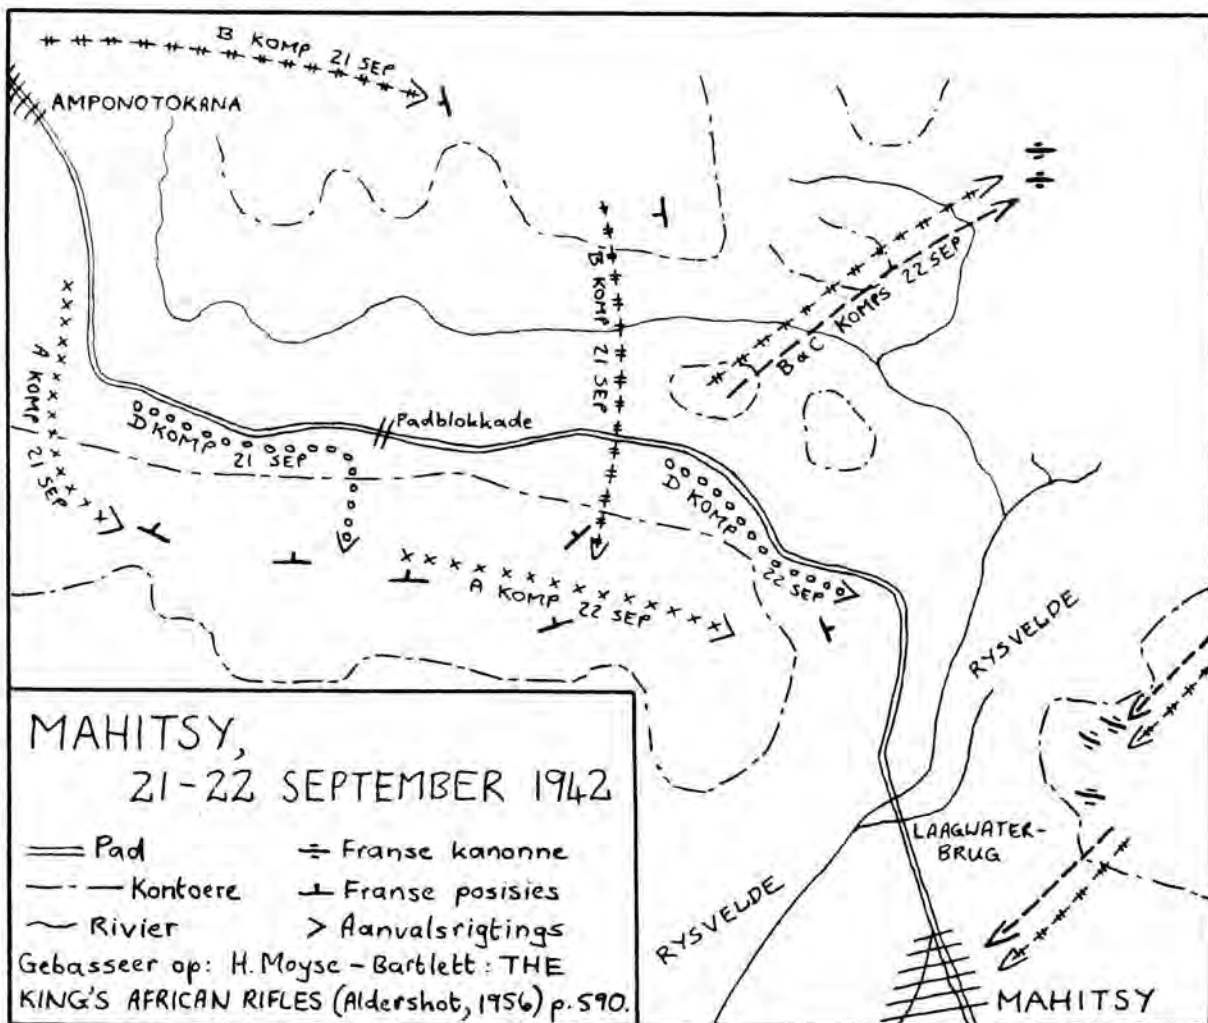 B KOMP 21 SEP
AMPONOTOKANA
B KOMP 21 SEP
B & C KOMPS 22 SEP
A KOMP 21 SEP
D KOMP 21 SEP
Padblokkade
D KOMP 22 SEP
A KOMP 22 SEP
RYSVELDE
LAAGWATER-
BRUG
RYSVELDE
MAHITSY
MAHITSY,
21-22 SEPTEMBER 1942
Pad
Franse kanonne
Kontoere
Franse posisies
Rivier
Aanvalsrigtings
Gebasseer op: H. Moyse-Bartlett: THE
KING'S AFRICAN RIFLES (Aldershot, 1956) p. 590.